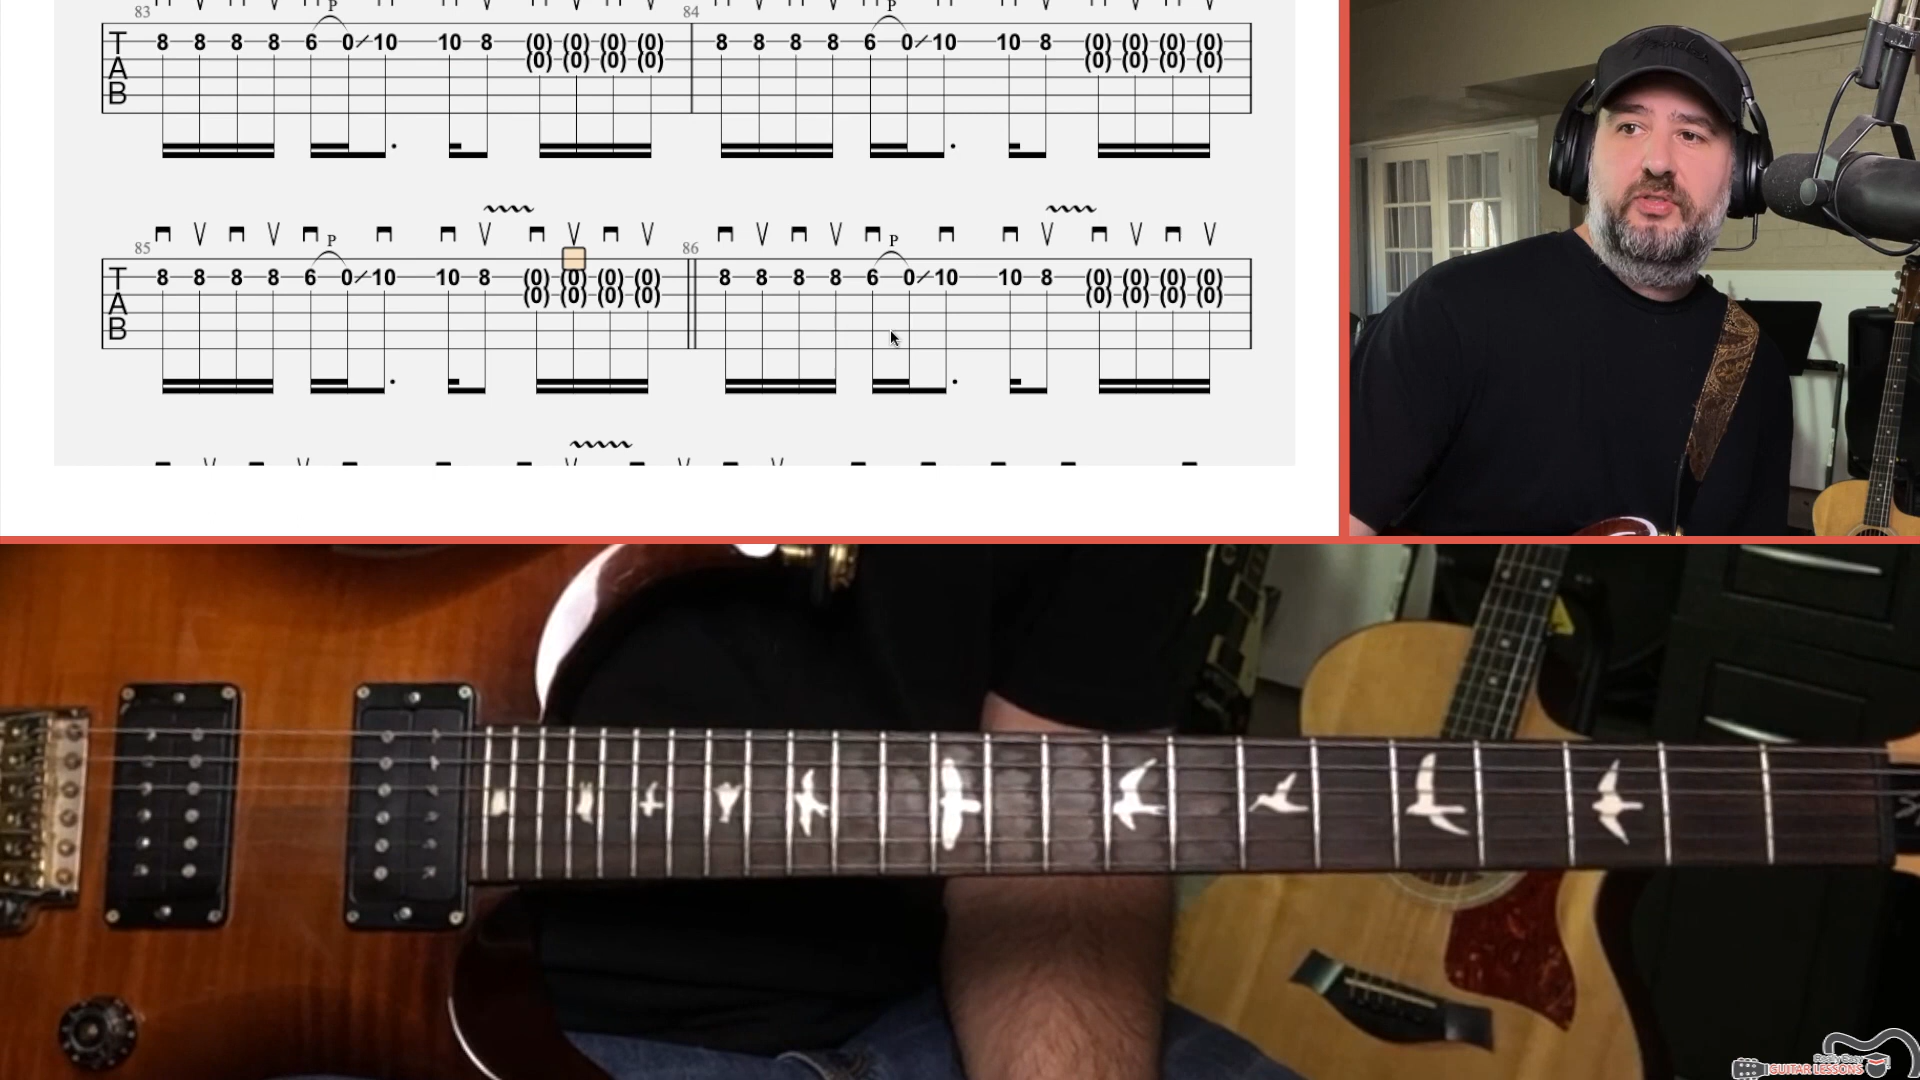 83 84
P P
T 8 8 8 8 6 0 10 10 8 (0) (0) (0) (0) 8 8 8 8 6 0 10 10 8 (0) (0) (0) (0)
A (0) (0) (0) (0) (0) (0) (0) (0)
B
85 P 86 P
T 8 8 8 8 6 0 10 10 8 (0) (0) (0) (0) 8 8 8 8 6 0 10 10 8 (0) (0) (0) (0)
A (0) (0) (0) (0) (0) (0) (0) (0)
B
GUITAR LESSONS